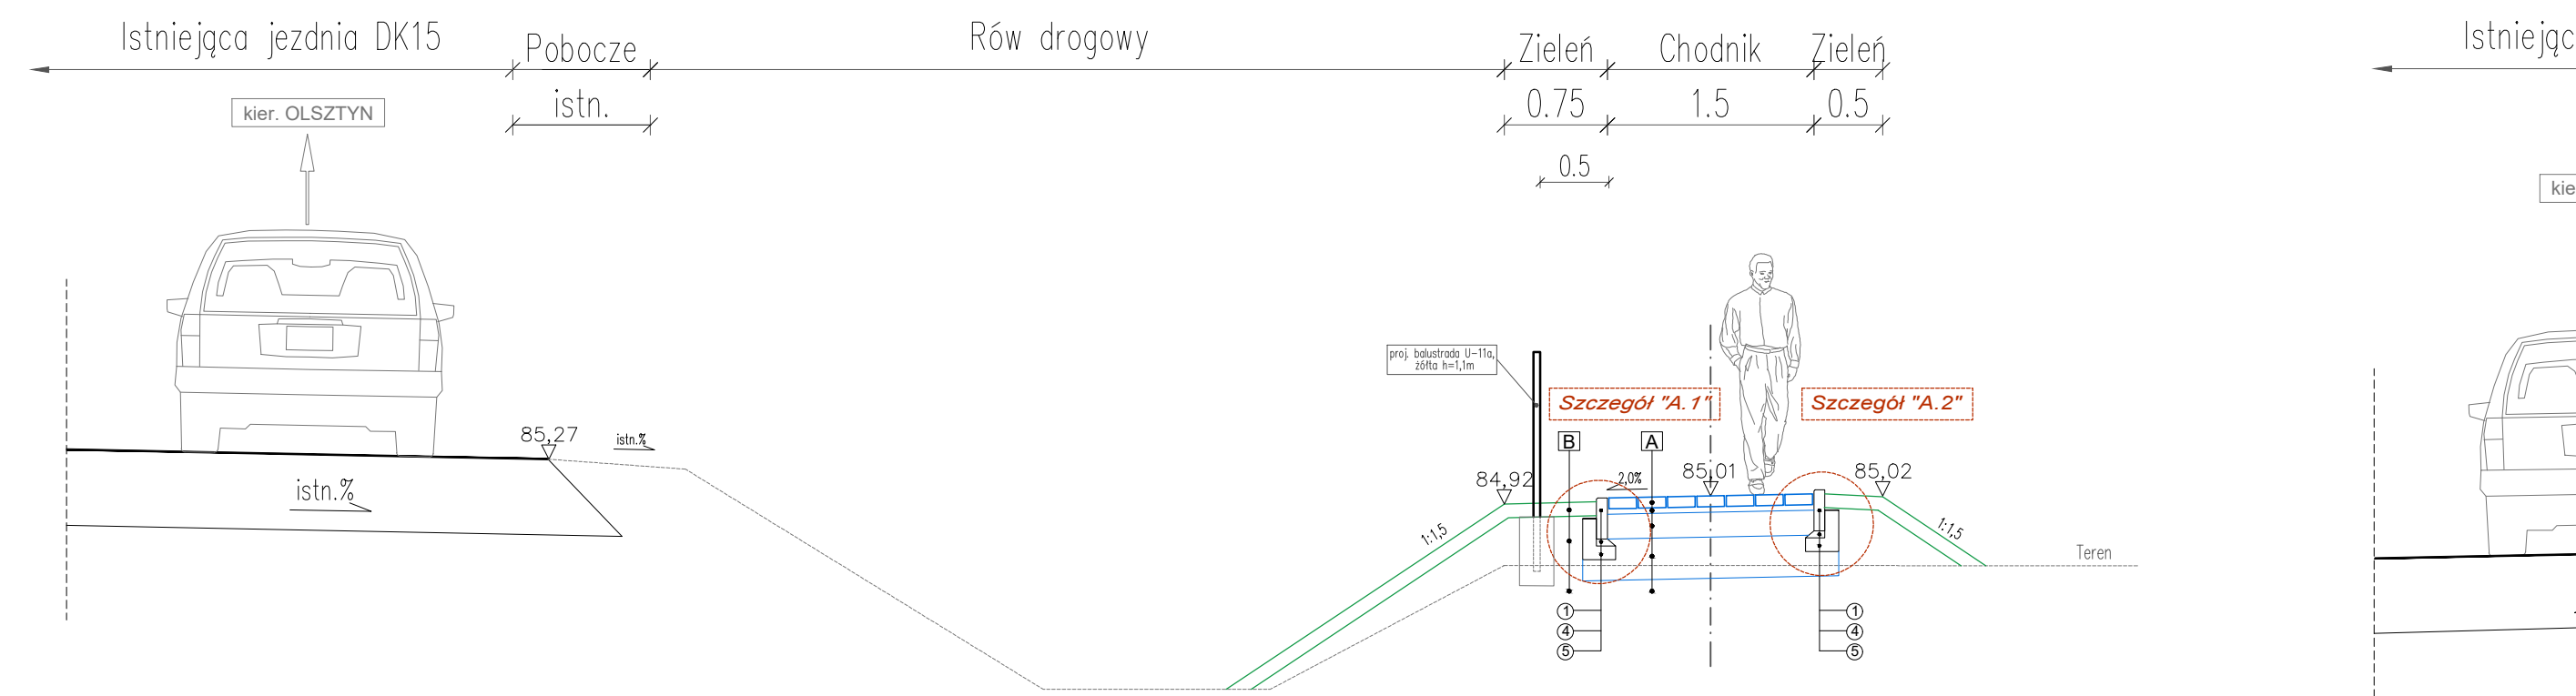 Istniejąca jezdnia DK15
Pobocze
Rów drogowy
Zieleń
Chodnik
Zieleń
istn.
0.75
1.5
0.5
kier. OLSZTYN
0.5
proj. balustrada U-11a,
żółta h=1,1m
Szczegół "A.1"
Szczegół "A.2"
85,27
istn.%
B
A
84,92
2,0%
85,01
85,02
istn.%
1:1,5
1:1,5
Teren
1
4
5
1
4
5
Istniejąc
kie